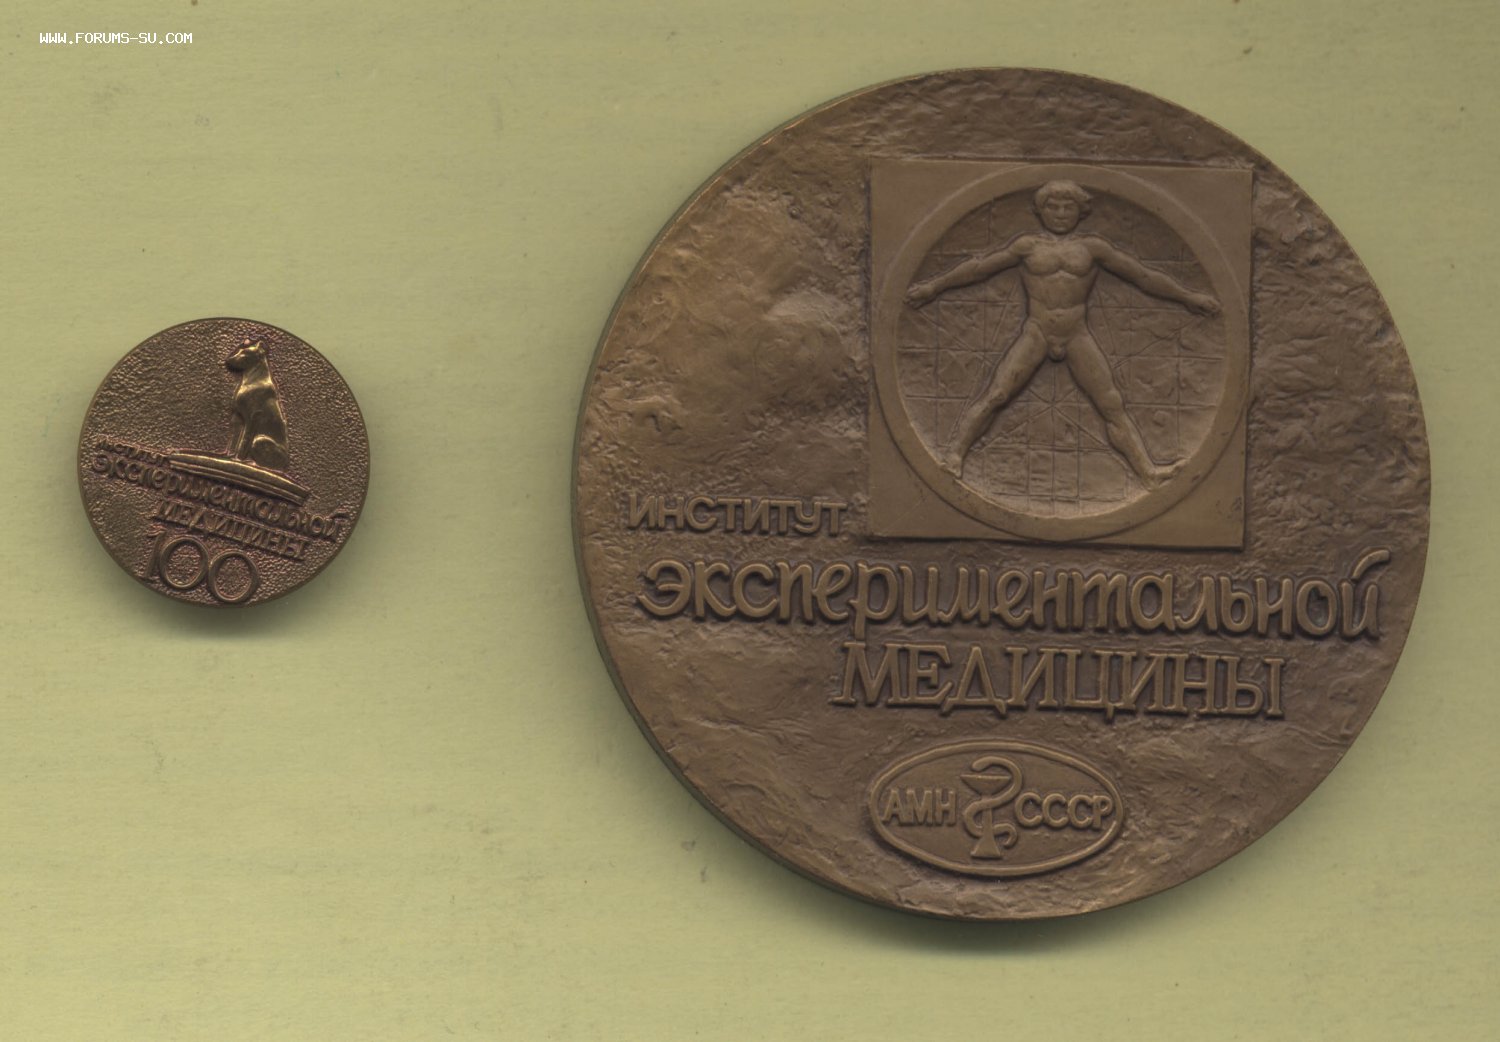 WWW.FORUMS-SU.COM
ИНСТИТУТ
экспериментальной
МЕДИЦИНЫ
100
ИНСТИТУТ
экспериментальной
МЕДИЦИНЫ
АМН СССР